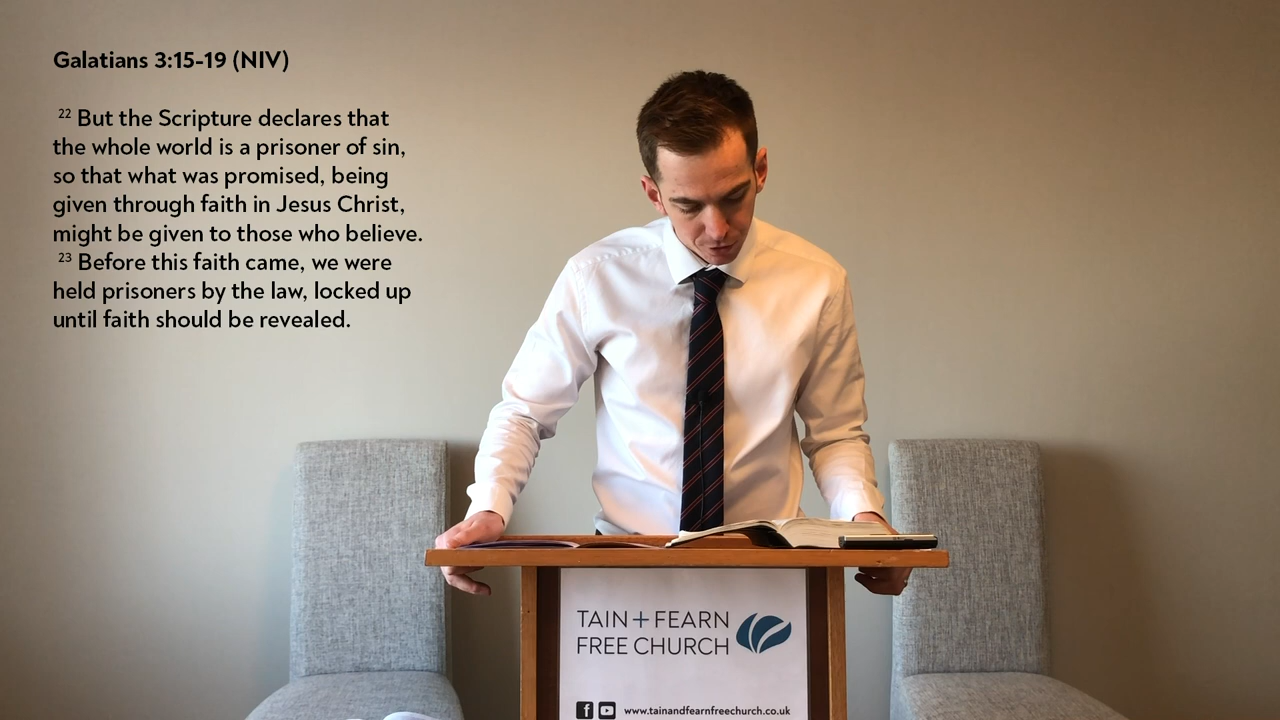 Galatians 3:15-19 (NIV)
22 But the Scripture declares that
the whole world is a prisoner of sin,
so that what was promised, being
given through faith in Jesus Christ,
might be given to those who believe.
23 Before this faith came, we were
held prisoners by the law, locked up
until faith should be revealed.
TAIN + FEARN
FREE CHURCH
www.tainandfearnfreechurch.co.uk